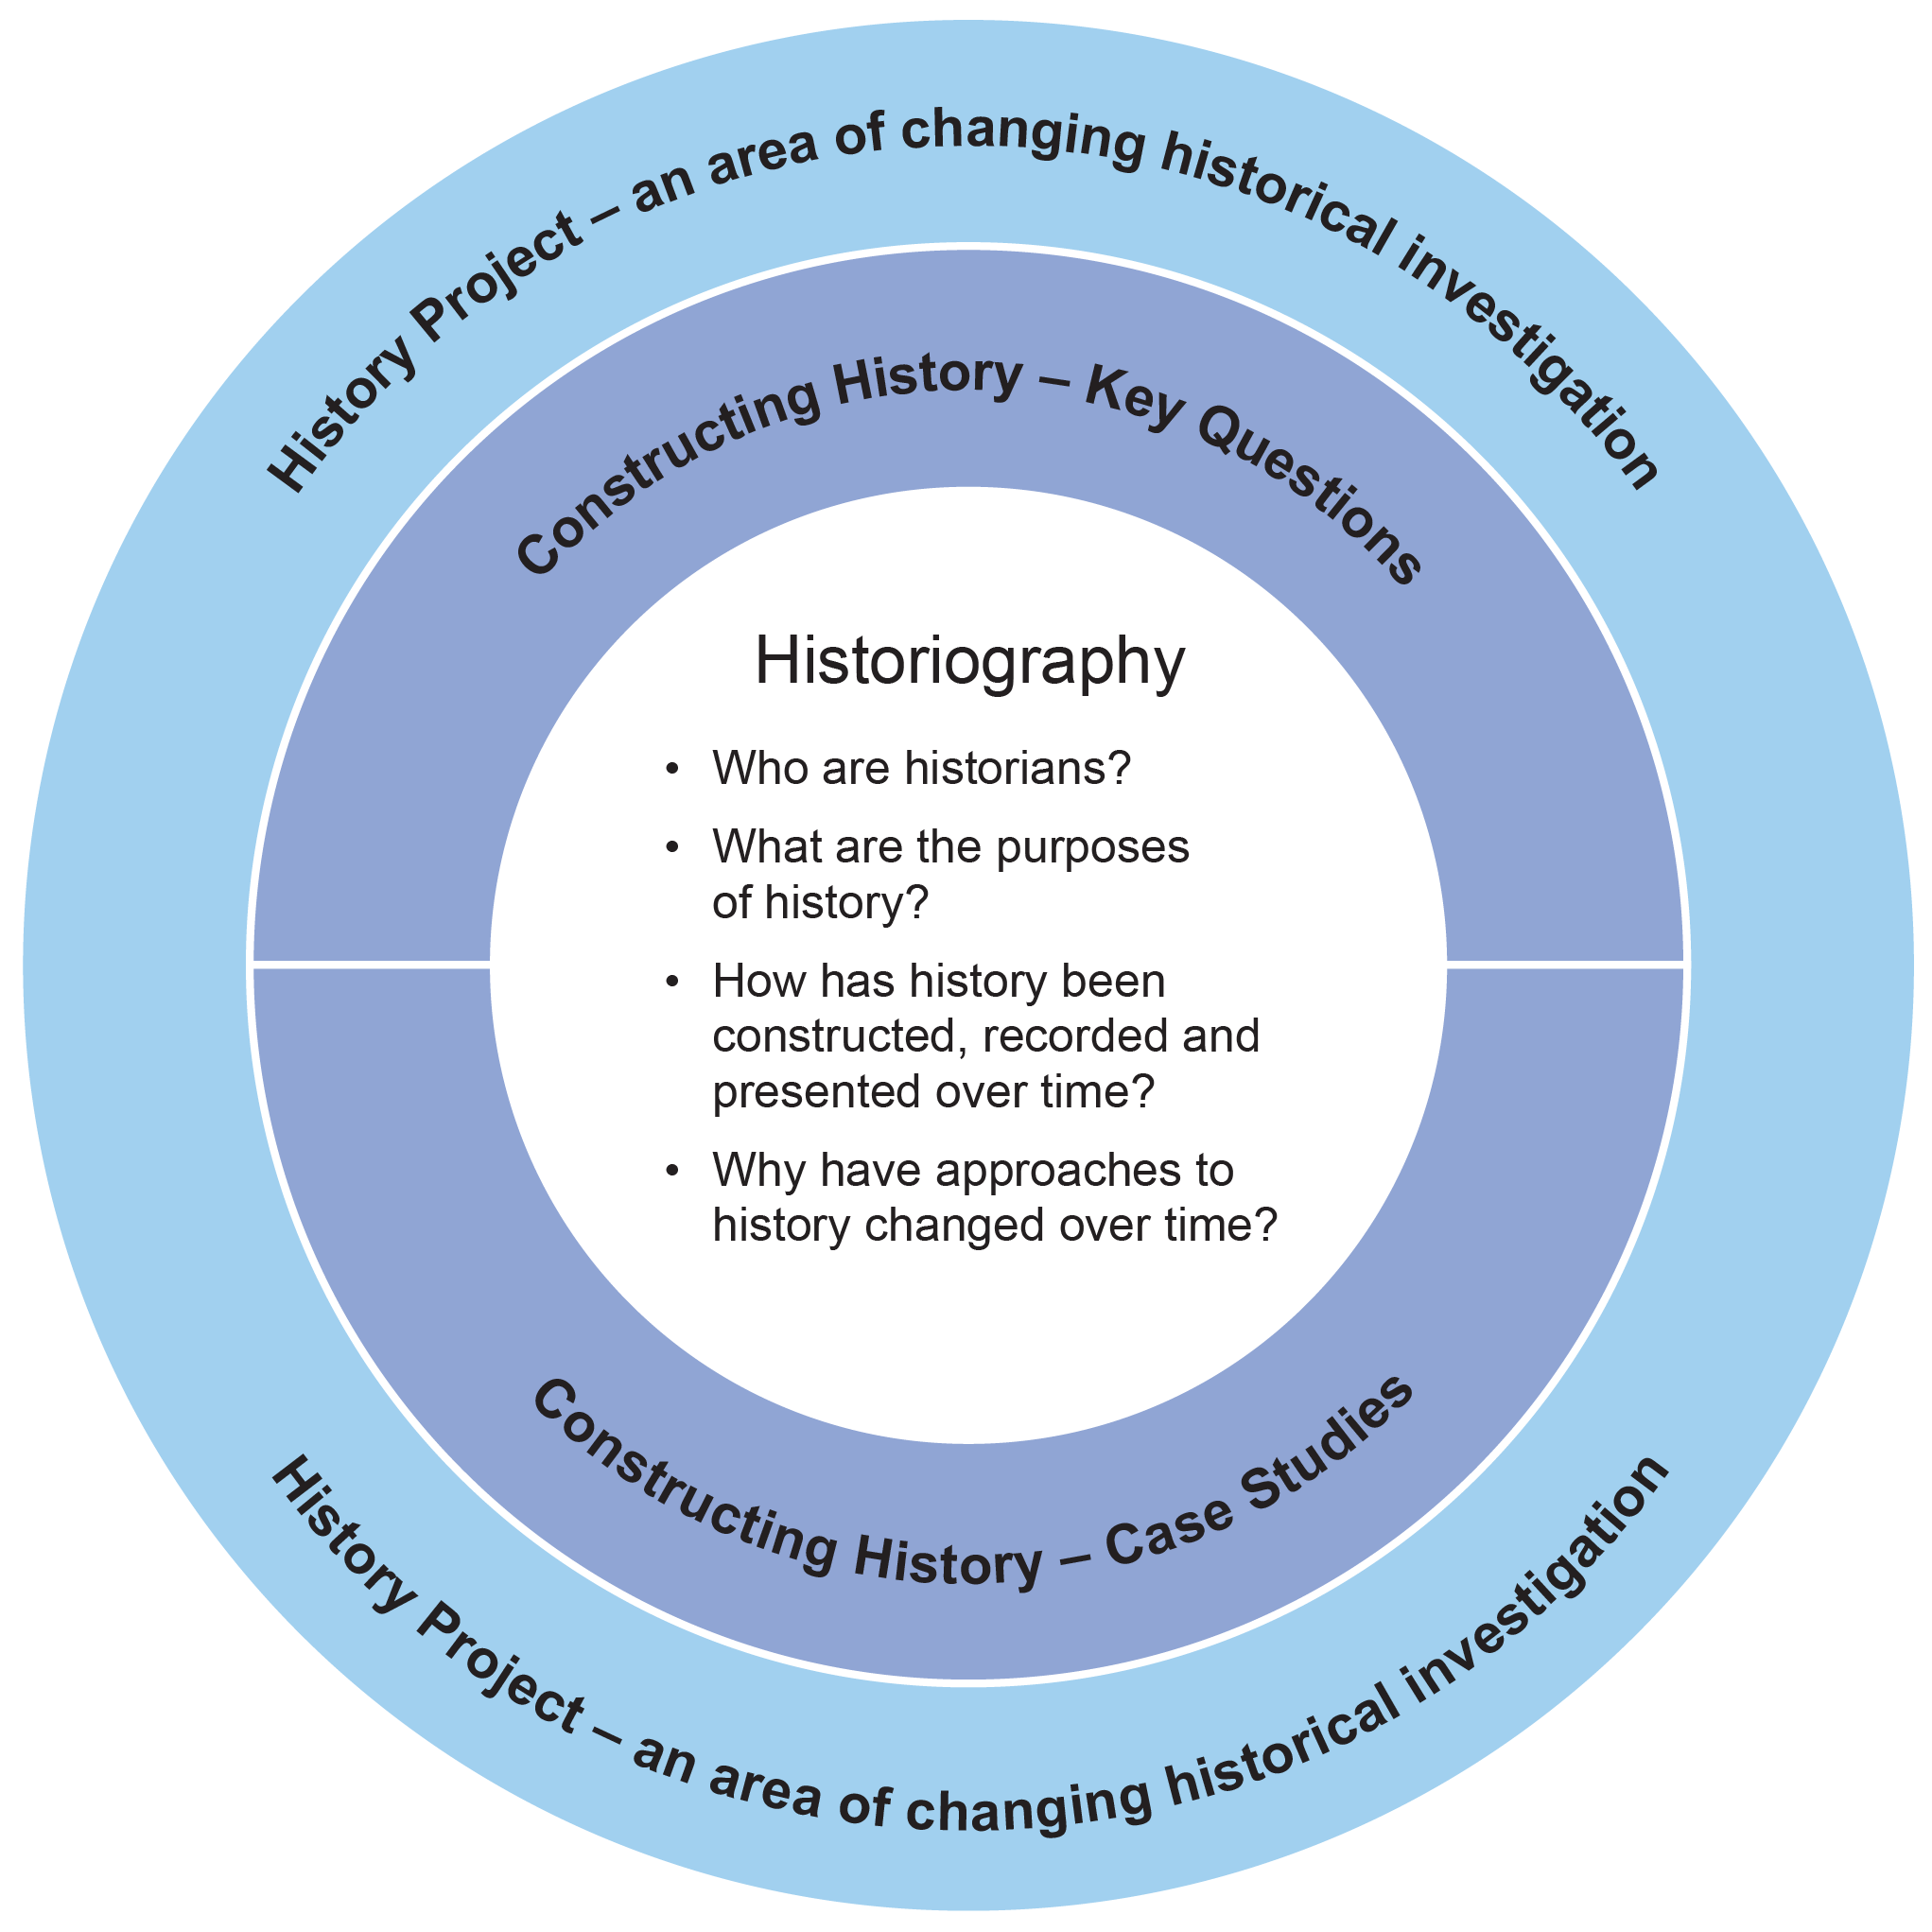 History Project – an area of changing historical investigation
Constructing History – Key Questions
Historiography
• Who are historians?
• What are the purposes
of history?
• How has history been
constructed, recorded and
presented over time?
• Why have approaches to
history changed over time?
Constructing History – Case Studies
History Project – an area of changing historical investigation